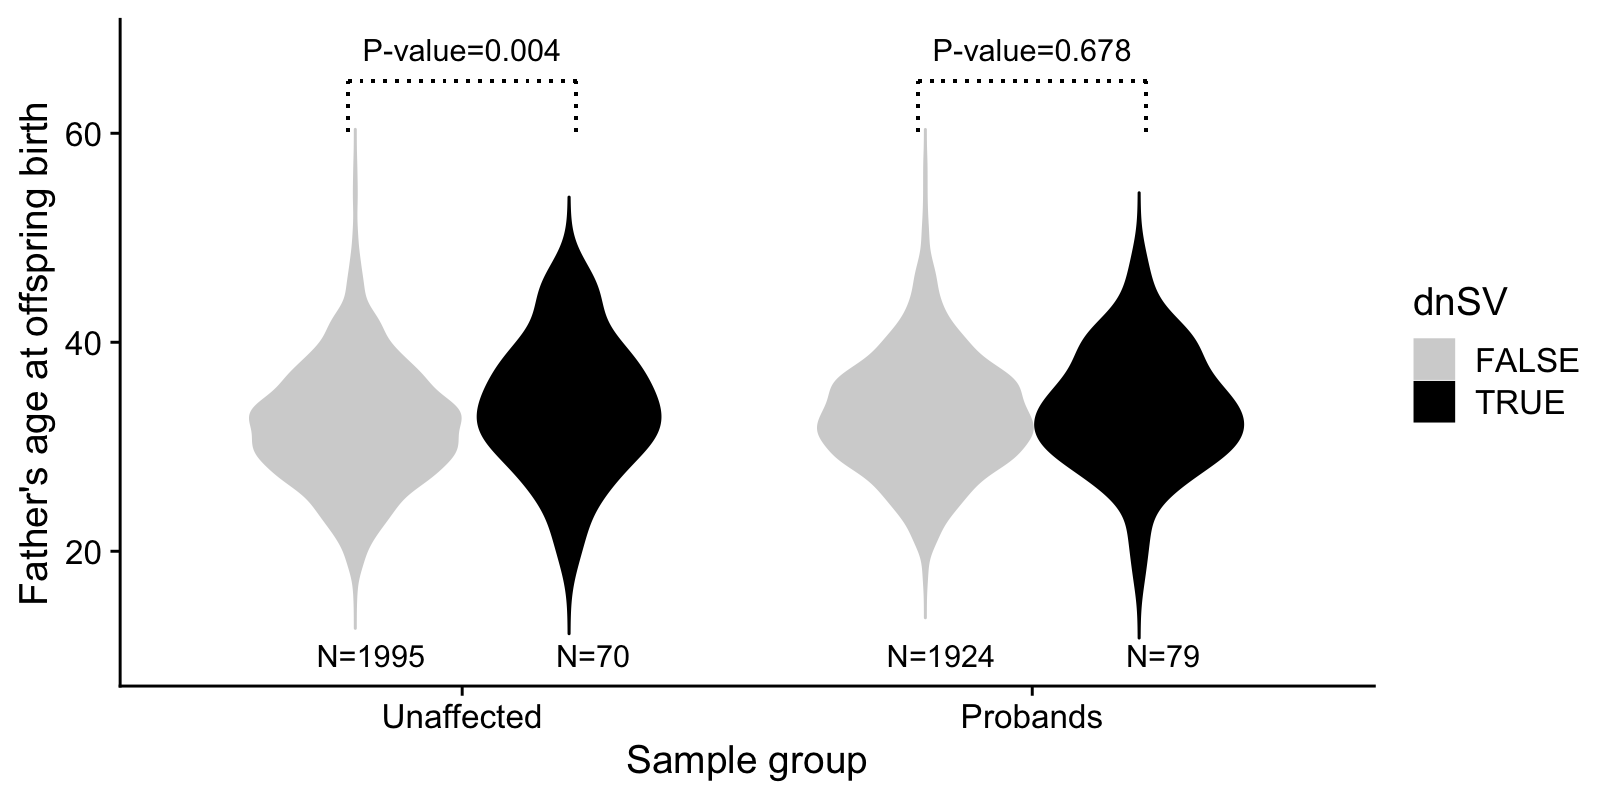 P-value=0.004
P-value=0.678
Father's age at offspring birth
60
40
20
N=1995
N=70
N=1924
N=79
Unaffected
Probands
Sample group
dnSV
FALSE
TRUE